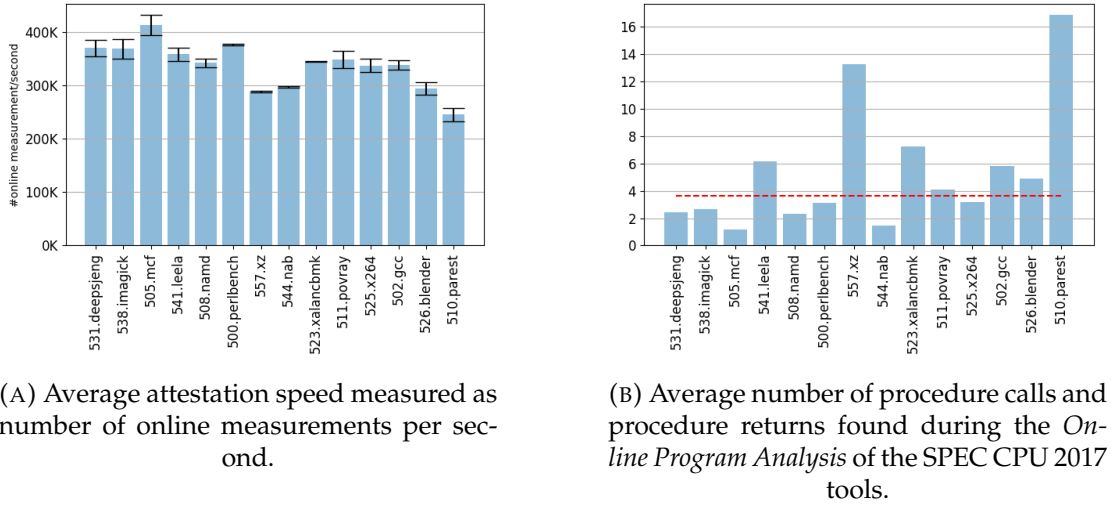 #online measurement/second
400K
300K
200K
100K
0K
531.deepsjeng
538.imagick
505.mcf
541.leela
508.namd
500.perlbench
557.xz
544.nab
523.xalancbmk
511.povray
525.x264
502.gcc
526.blender
510.parest
(A) Average attestation speed measured as
number of online measurements per sec-
ond.
16
14
12
10
8
6
4
2
0
531.deepsjeng
538.imagick
505.mcf
541.leela
508.namd
500.perlbench
557.xz
544.nab
523.xalancbmk
511.povray
525.x264
502.gcc
526.blender
510.parest
(B) Average number of procedure calls and
procedure returns found during the On-
line Program Analysis of the SPEC CPU 2017
tools.